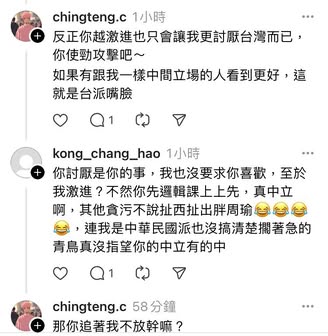 chingteng.c 1小時
反正你越激進也只會讓我更討厭台灣而已，
你使勁攻擊吧～
如果有跟我一樣中間立場的人看到更好，這
就是台派嘴臉
1
kong_chang_hao 1小時
你討厭是你的事，我也沒要求你喜歡，至於
我激進？不然你先邏輯課上上先，真中立
啊，其他貪污不說扯西扯出胖周瑜😂😂😂
😂，連我是中華民國派也沒搞清楚擱著急的
青鳥真沒指望你的中立有的中
1
chingteng.c 58分鐘
那你追著我不放幹嘛？